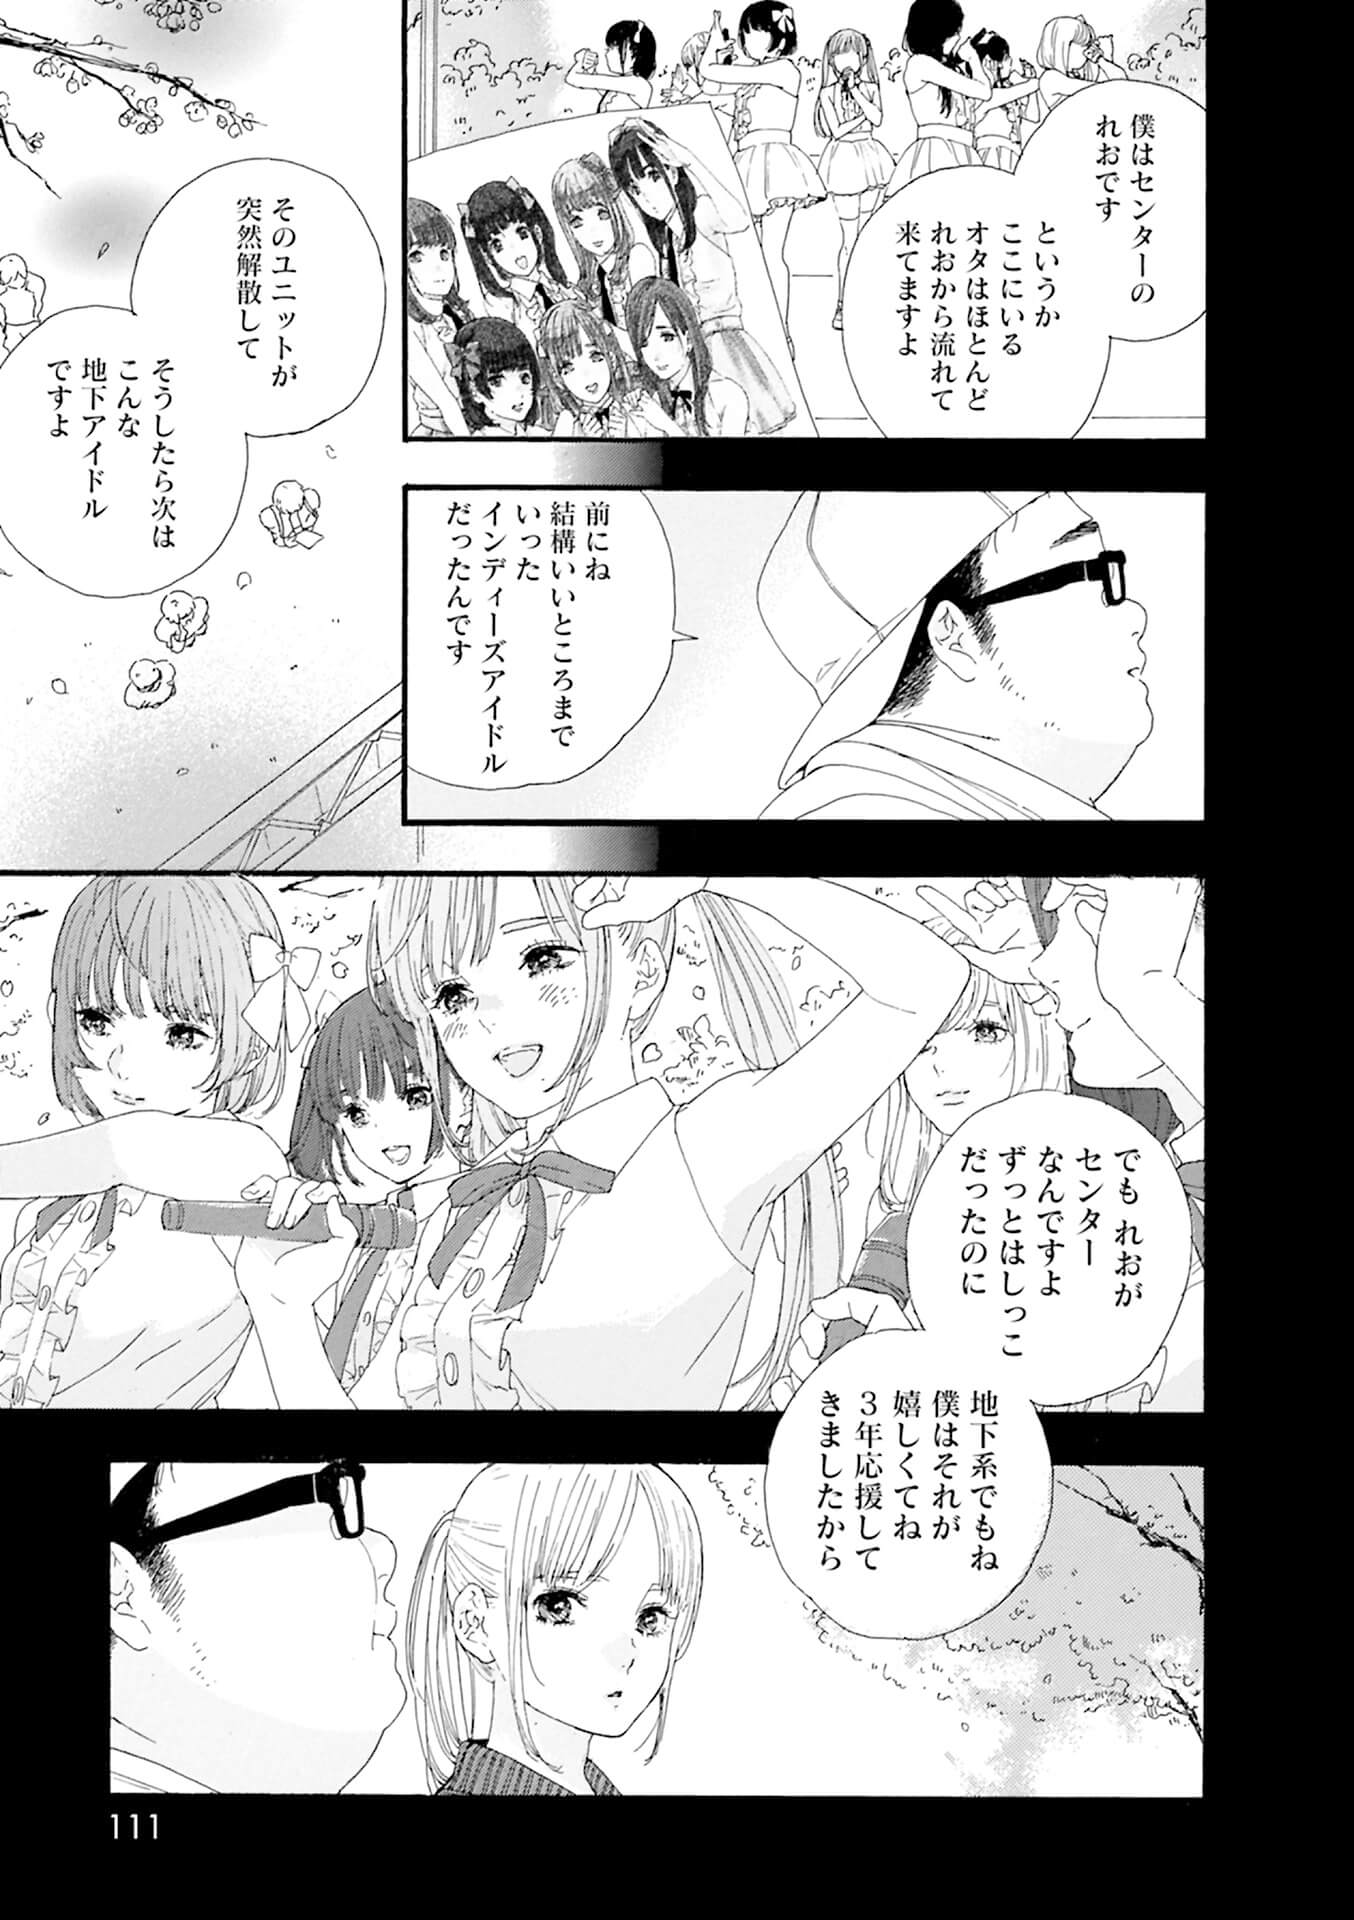 僕はセンターの
れおです
というか
ここにいる
オタはほとんど
れおから流れて
来てますよ
前にね
結構いいところまで
いった
インディーズアイドル
だったんです
そのユニットが
突然解散して
そうしたら次は
こんな
地下アイドル
ですよ
でも れおが
センター
なんですよ
ずっとはしっこ
だったのに
地下系でもね
僕はそれが
嬉しくてね
3年応援して
きましたから
111